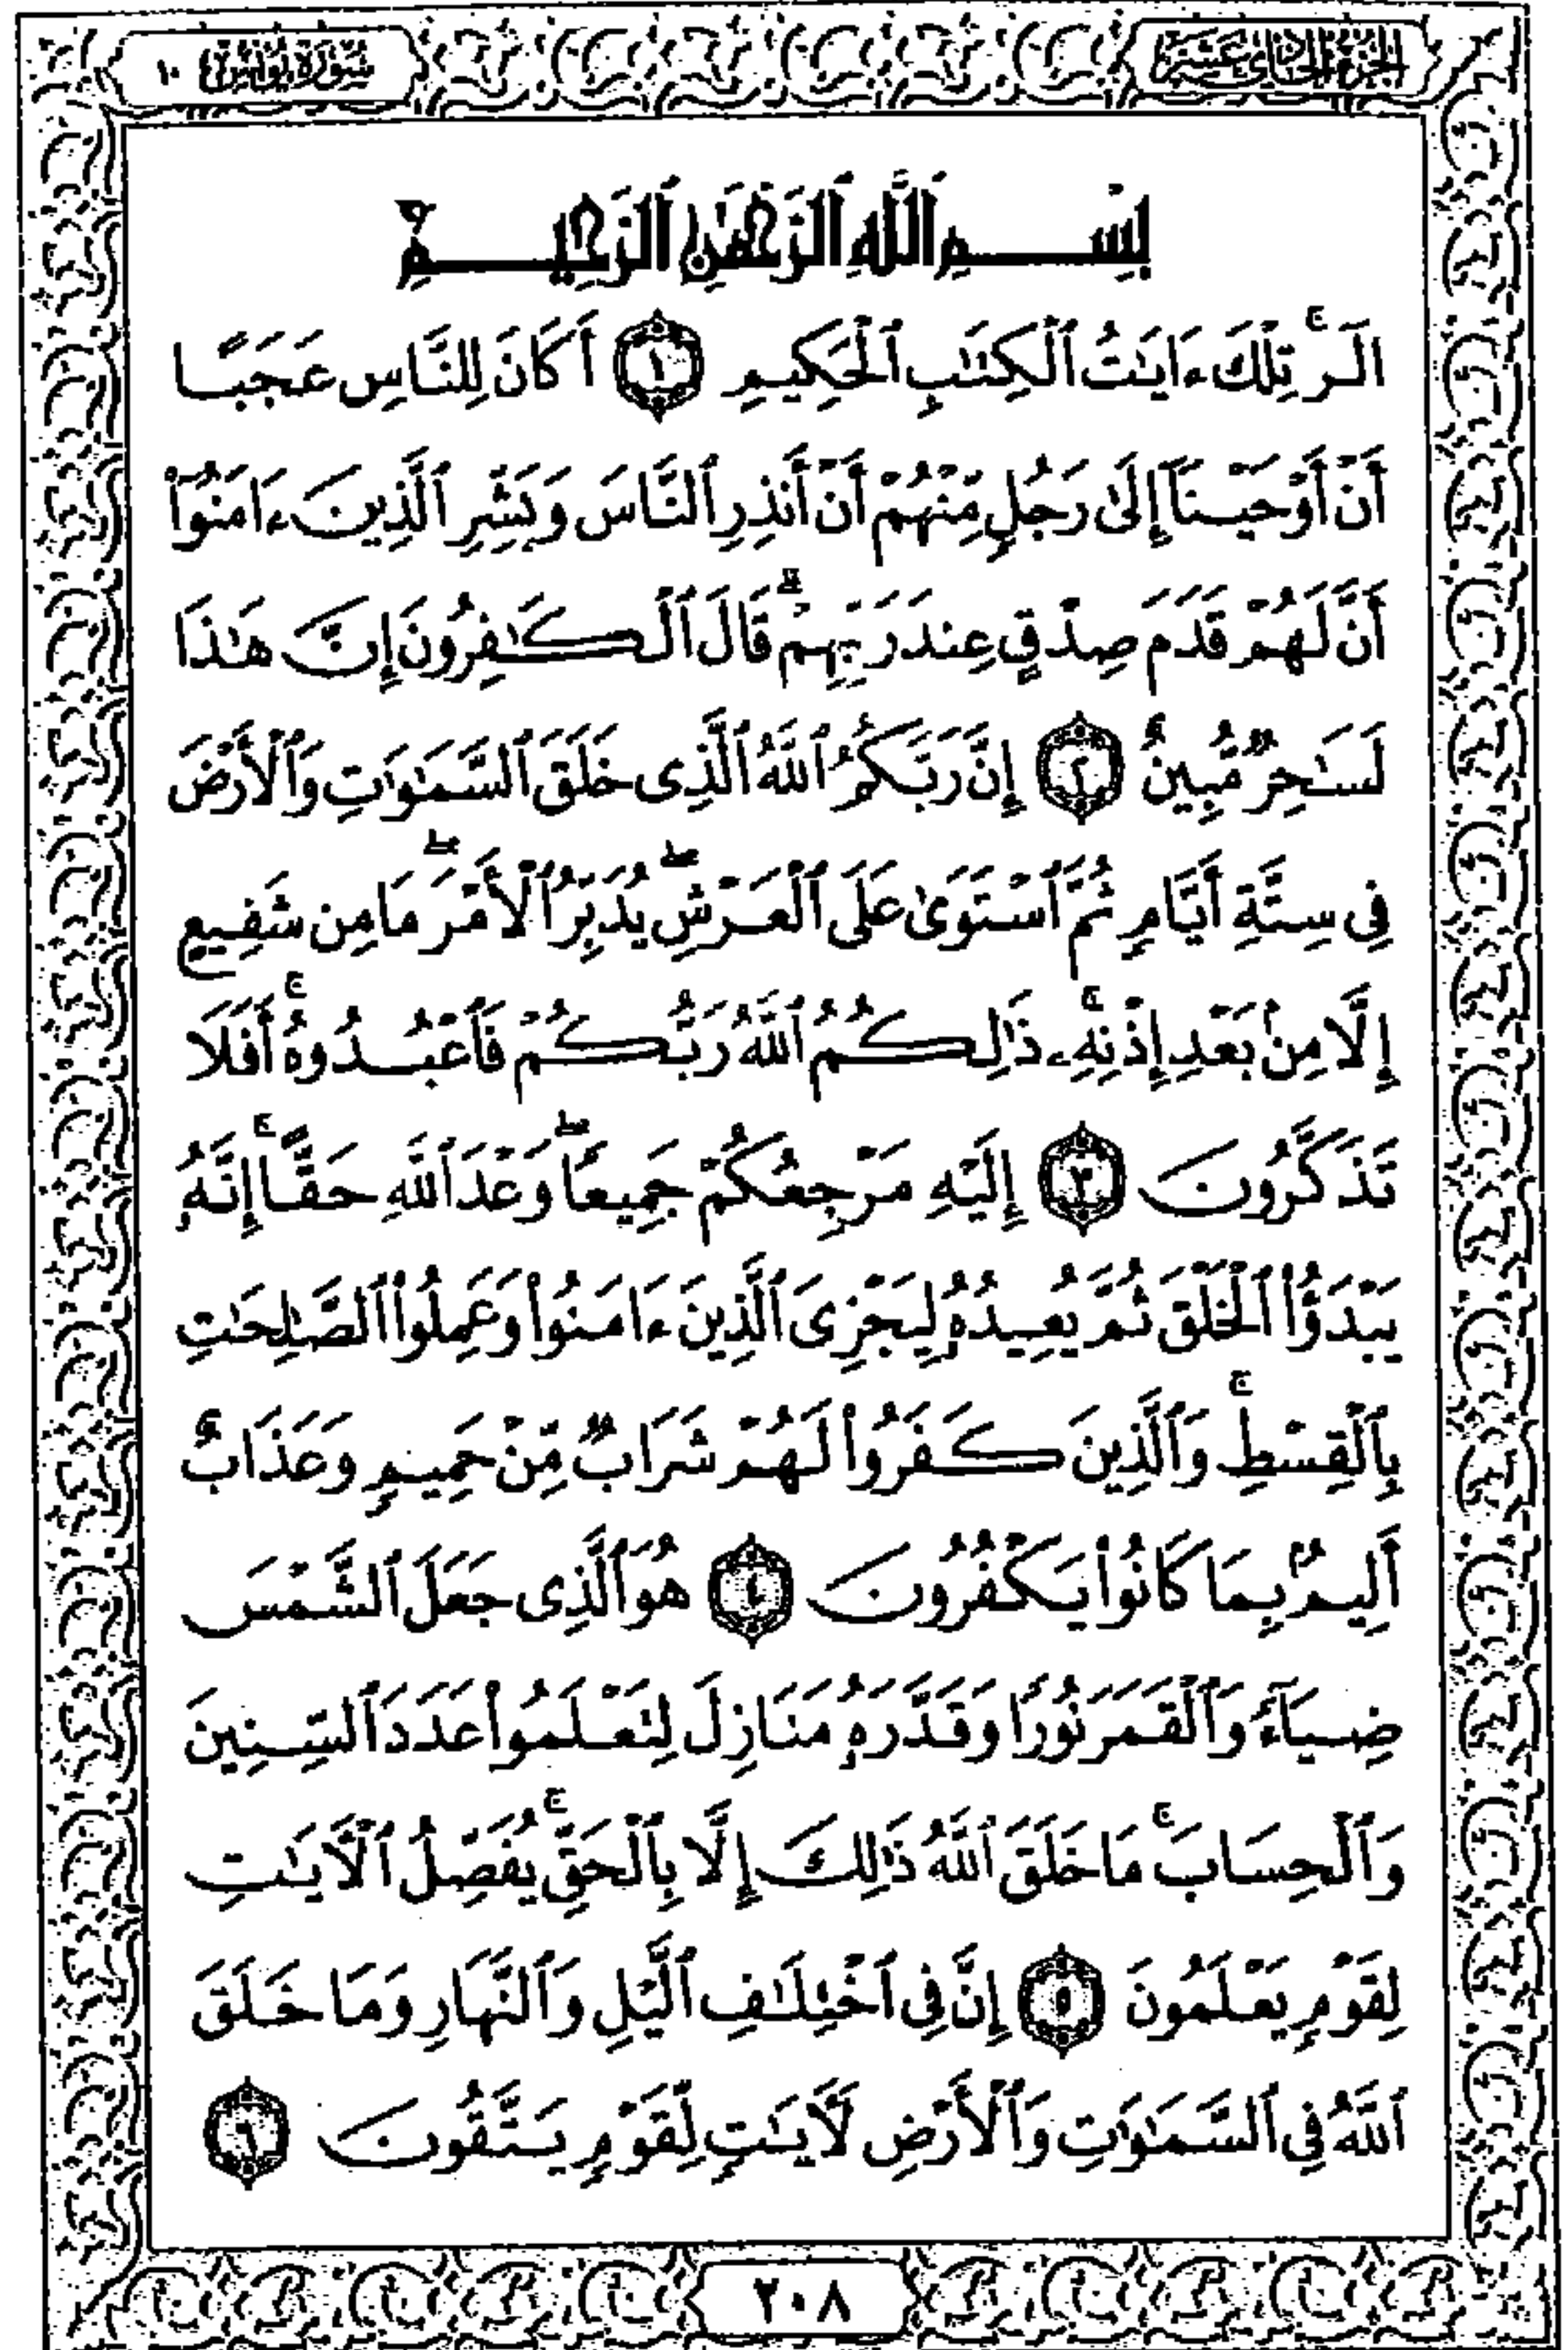 الجزء الحادي عشر
سورة يونس ١٠
بِسْمِ ٱللَّهِ ٱلرَّحْمَٰنِ ٱلرَّحِيمِ
الٓرۚ تِلْكَ ءَايَٰتُ ٱلْكِتَٰبِ ٱلْحَكِيمِ ١ أَكَانَ لِلنَّاسِ عَجَبًا
أَنْ أَوْحَيْنَآ إِلَىٰ رَجُلٍ مِّنْهُمْ أَنْ أَنذِرِ ٱلنَّاسَ وَبَشِّرِ ٱلَّذِينَ ءَامَنُوٓا۟
أَنَّ لَهُمْ قَدَمَ صِدْقٍ عِندَ رَبِّهِمْۗ قَالَ ٱلْكَٰفِرُونَ إِنَّ هَٰذَا
لَسَٰحِرٌ مُّبِينٌ ٢ إِنَّ رَبَّكُمُ ٱللَّهُ ٱلَّذِى خَلَقَ ٱلسَّمَٰوَٰتِ وَٱلْأَرْضَ
فِى سِتَّةِ أَيَّامٍ ثُمَّ ٱسْتَوَىٰ عَلَى ٱلْعَرْشِۖ يُدَبِّرُ ٱلْأَمْرَۖ مَا مِن شَفِيعٍ
إِلَّا مِنۢ بَعْدِ إِذْنِهِۦۚ ذَٰلِكُمُ ٱللَّهُ رَبُّكُمْ فَٱعْبُدُوهُۚ أَفَلَا
تَذَكَّرُونَ ٣ إِلَيْهِ مَرْجِعُكُمْ جَمِيعًاۖ وَعْدَ ٱللَّهِ حَقًّاۚ إِنَّهُۥ
يَبْدَؤُا۟ ٱلْخَلْقَ ثُمَّ يُعِيدُهُۥ لِيَجْزِىَ ٱلَّذِينَ ءَامَنُوا۟ وَعَمِلُوا۟ ٱلصَّٰلِحَٰتِ
بِٱلْقِسْطِۚ وَٱلَّذِينَ كَفَرُوا۟ لَهُمْ شَرَابٌ مِّنْ حَمِيمٍ وَعَذَابٌ
أَلِيمٌۢ بِمَا كَانُوا۟ يَكْفُرُونَ ٤ هُوَ ٱلَّذِى جَعَلَ ٱلشَّمْسَ
ضِيَآءً وَٱلْقَمَرَ نُورًا وَقَدَّرَهُۥ مَنَازِلَ لِتَعْلَمُوا۟ عَدَدَ ٱلسِّنِينَ
وَٱلْحِسَابَۚ مَا خَلَقَ ٱللَّهُ ذَٰلِكَ إِلَّا بِٱلْحَقِّۚ يُفَصِّلُ ٱلْءَايَٰتِ
لِقَوْمٍ يَعْلَمُونَ ٥ إِنَّ فِى ٱخْتِلَٰفِ ٱلَّيْلِ وَٱلنَّهَارِ وَمَا خَلَقَ
ٱللَّهُ فِى ٱلسَّمَٰوَٰتِ وَٱلْأَرْضِ لَءَايَٰتٍ لِّقَوْمٍ يَتَّقُونَ ٦
٢٠٨